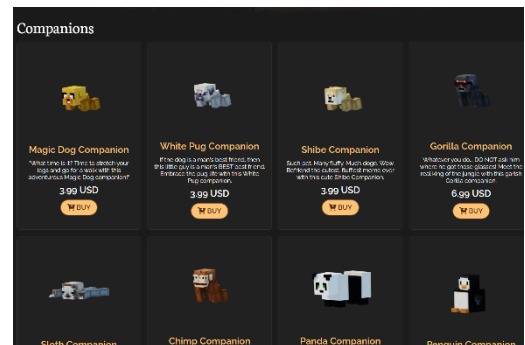 Companions
Magic Dog Companion
"What time is it? Time to stretch your
legs and go for a walk with this
adventurous Magic Dog companion!"
3.99 USD
BUY
White Pug Companion
If the dog is a man's best friend, then
this little guy is a man's BEST best friend.
Embrace the pug life with this White
Pug companion.
3.99 USD
BUY
Shibe Companion
Such pet. Many fluffy. Much doge. Wow.
Befriend the cutest, fluffiest meme ever
with this cute Shibe Companion.
3.99 USD
BUY
Gorilla Companion
Whatever you do... DO NOT ask him
where he got those glasses! Meet the
real king of the jungle with this garish
Gorilla companion.
6.99 USD
BUY
Sloth Companion
Chimp Companion
Panda Companion
Penguin Companion